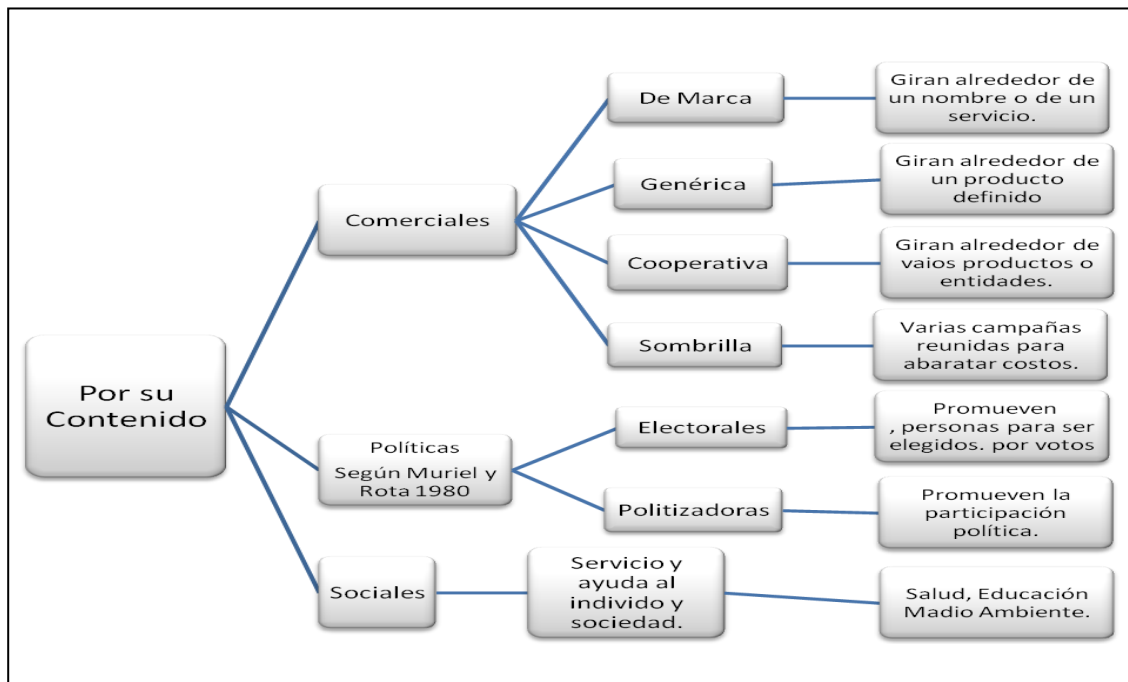 Por su
Contenido
Comerciales
De Marca
Giran alrededor de
un nombre o de un
servicio.
Genérica
Giran alrededor de
un producto
definido
Cooperativa
Giran alrededor de
vaios productos o
entidades.
Sombrilla
Varias campañas
reunidas para
abaratar costos.
Políticas
Según Muriel y
Rota 1980
Electorales
Promueven
, personas para ser
elegidos. por votos
Politizadoras
Promueven la
participación
política.
Sociales
Servicio y
ayuda al
individo y
sociedad.
Salud, Educación
Madio Ambiente.